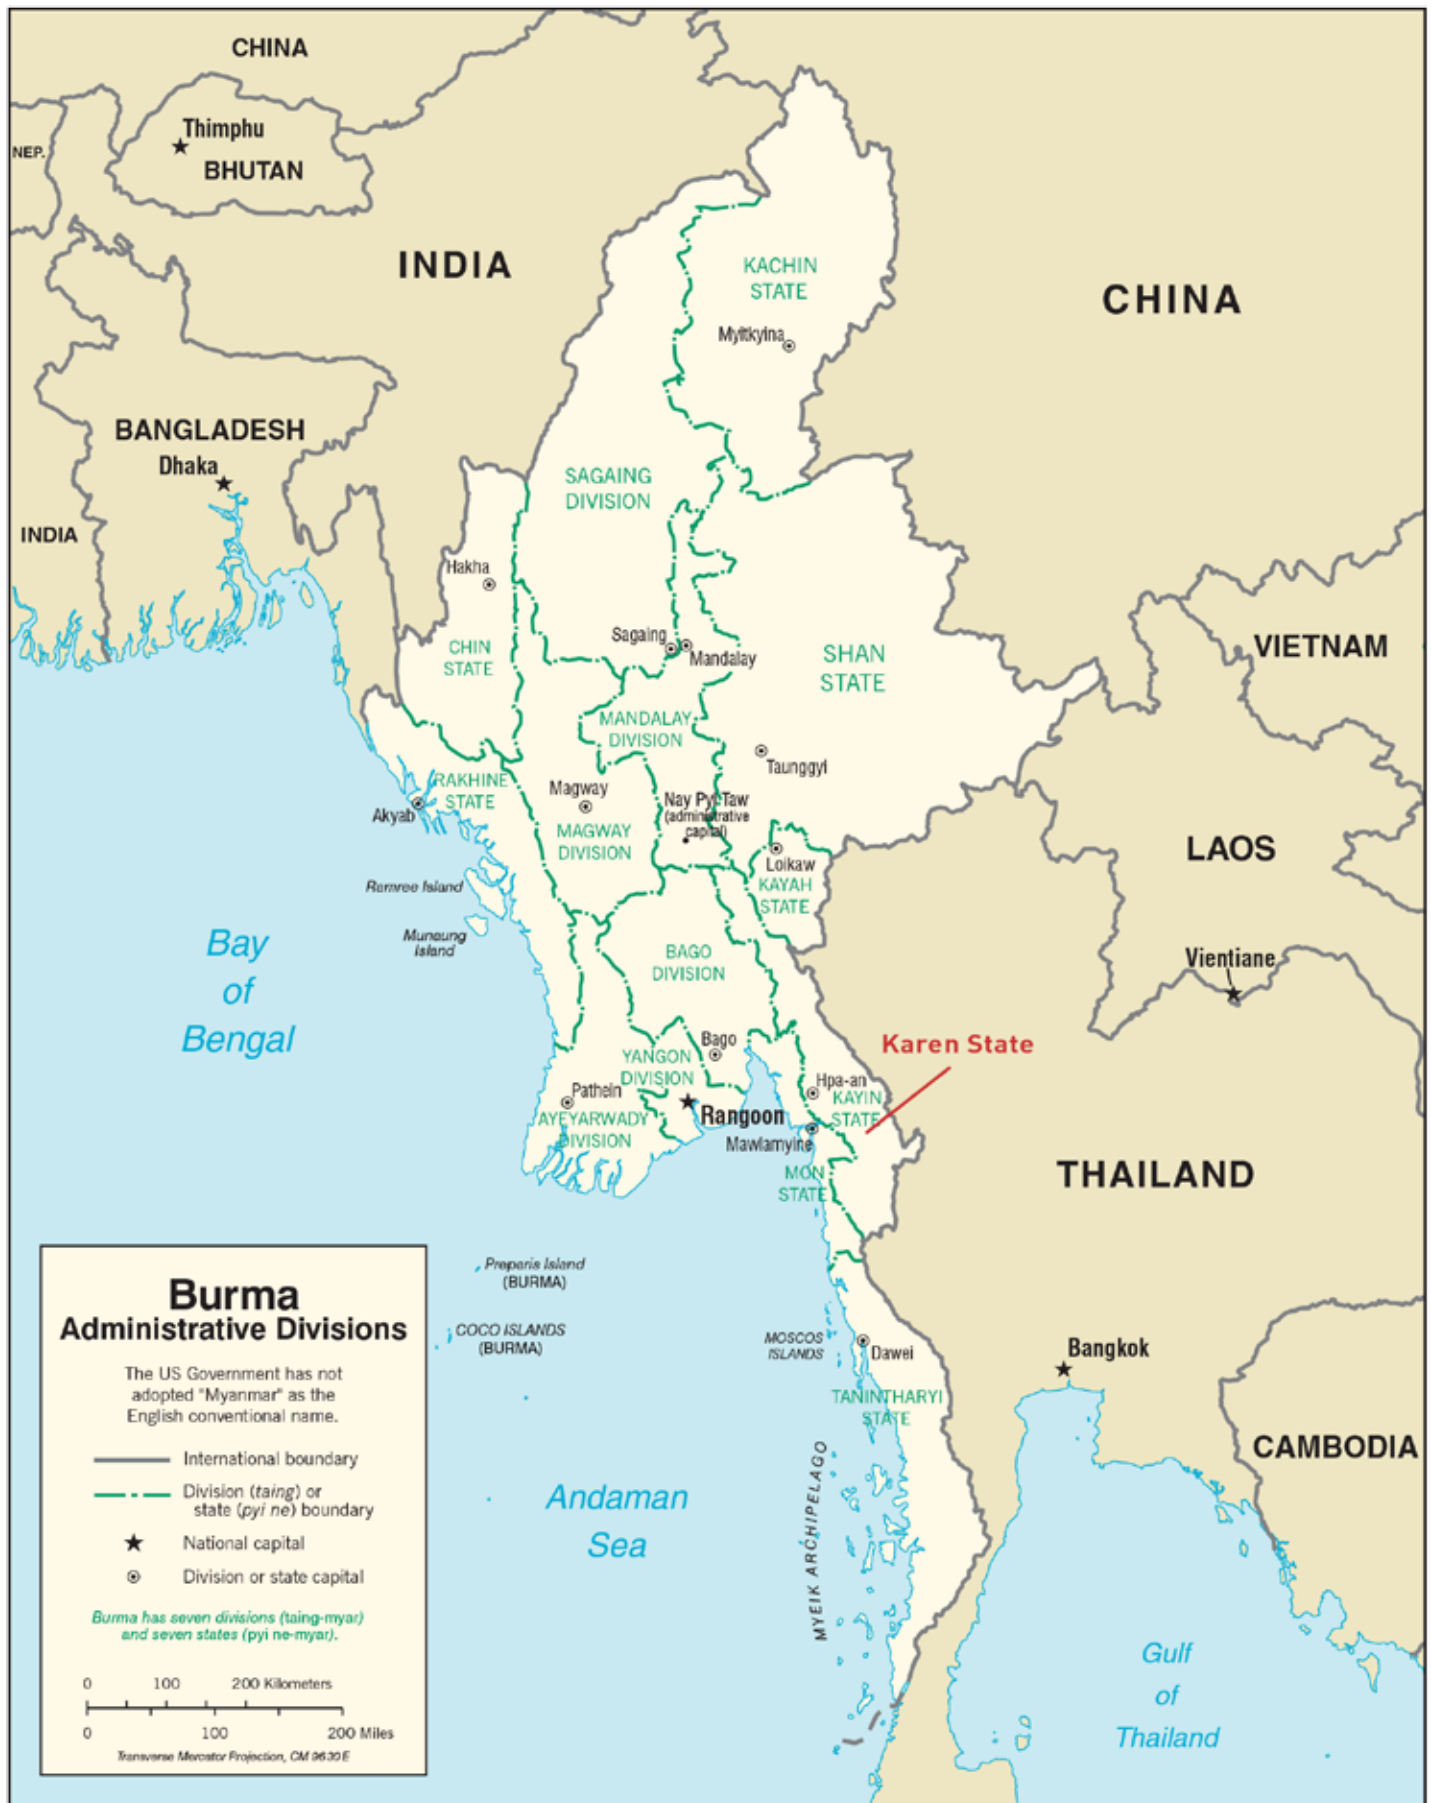 CHINA
Thimphu
NEP.
BHUTAN
INDIA
KACHIN
STATE
CHINA
Myitkyina
BANGLADESH
Dhaka
SAGAING
DIVISION
INDIA
Hakha
Sagaing
Mandalay
CHIN
STATE
SHAN
STATE
VIETNAM
MANDALAY
DIVISION
Taunggyi
RAKHINE
STATE
Akyab
Magway
MAGWAY
DIVISION
Nay Pyi Taw
(administrative
capital)
Loikaw
KAYAH
STATE
LAOS
Ramree Island
Munaung
Island
Bay
of
Bengal
BAGO
DIVISION
Vientiane
Karen State
Bago
YANGON
DIVISION
Pathein
Hpa-an
KAYIN
STATE
AYEYARWADY
DIVISION
Rangoon
Mawlamyine
MON
STATE
THAILAND
Preparis Island
(BURMA)
COCO ISLANDS
(BURMA)
MOSCOS
ISLANDS
Dawei
Bangkok
TANINTHARYI
STATE
CAMBODIA
MYEIK ARCHIPELAGO
Andaman
Sea
Gulf
of
Thailand
Burma
Administrative Divisions
The US Government has not
adopted "Myanmar" as the
English conventional name.
International boundary
Division (taing) or
state (pyi ne) boundary
National capital
Division or state capital
Burma has seven divisions (taing-myar)
and seven states (pyi ne-myar).
0 100 200 Kilometers
0 100 200 Miles
Transverse Mercator Projection, CM 9630E